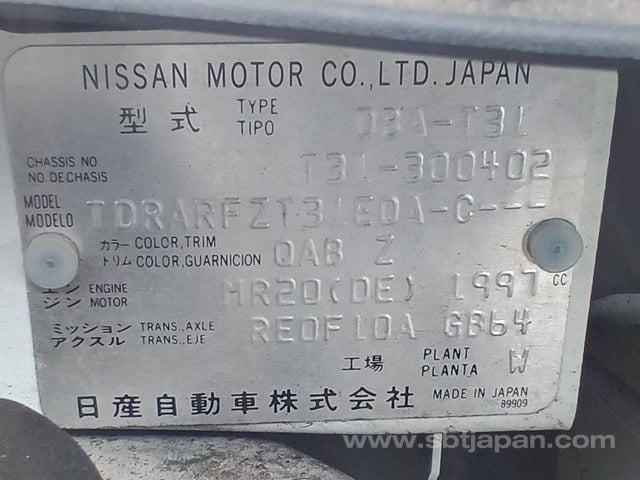 NISSAN MOTOR CO.,LTD. JAPAN
型式 TYPE TIPO DBA-T31
CHASSIS NO NO DE CHASIS T31-300402
MODEL MODELO TDRARFZT31EDA-C---
カラー COLOR,TRIM QAB Z
トリム COLOR,GUARNICION
エンジン ENGINE MOTOR MR20(DE) 1997 CC
ミッション TRANS.,AXLE RE0F10A GB64
アクスル TRANS.,EJE
工場 PLANT PLANTA W
日産自動車株式会社 MADE IN JAPAN
89909
www.sbtjapan.com